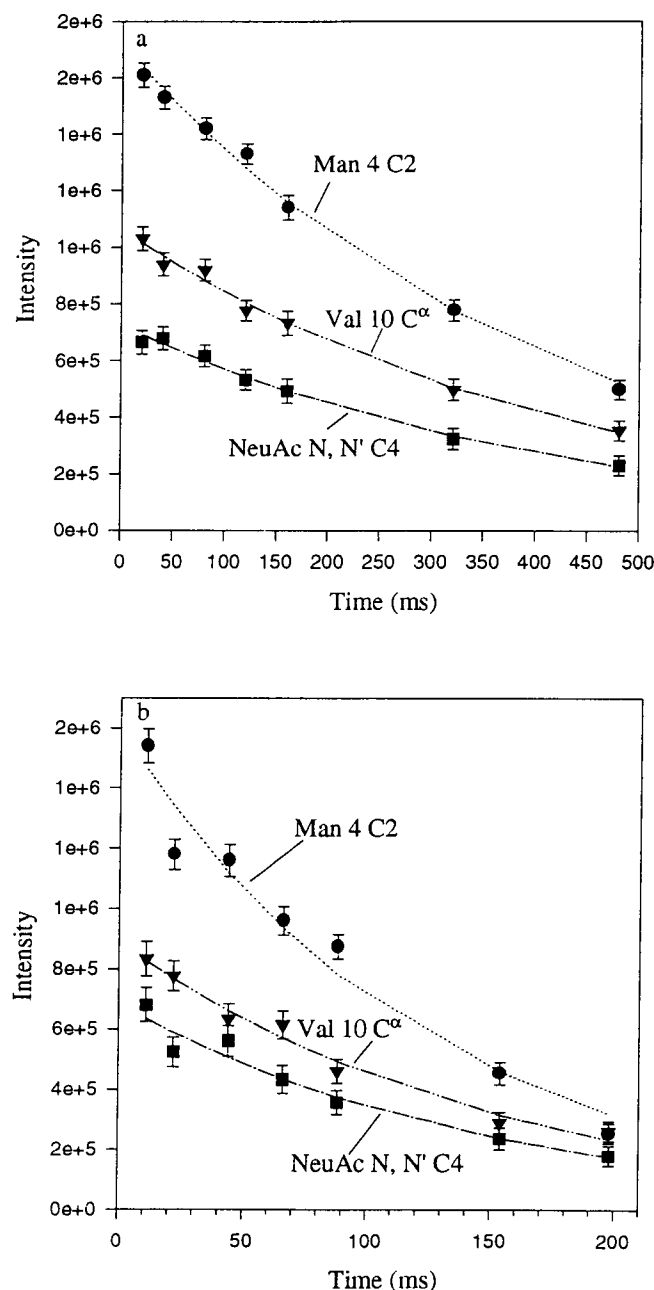 a
2e+6
2e+6
1e+6
1e+6
1e+6
8e+5
6e+5
4e+5
2e+5
0e+0
Intensity
Man 4 C2
Val 10 Cα
NeuAc N, N' C4
0 50 100 150 200 250 300 350 400 450 500
Time (ms)
b
2e+6
1e+6
1e+6
1e+6
8e+5
6e+5
4e+5
2e+5
0e+0
Intensity
Man 4 C2
Val 10 Cα
NeuAc N, N' C4
0 50 100 150 200
Time (ms)